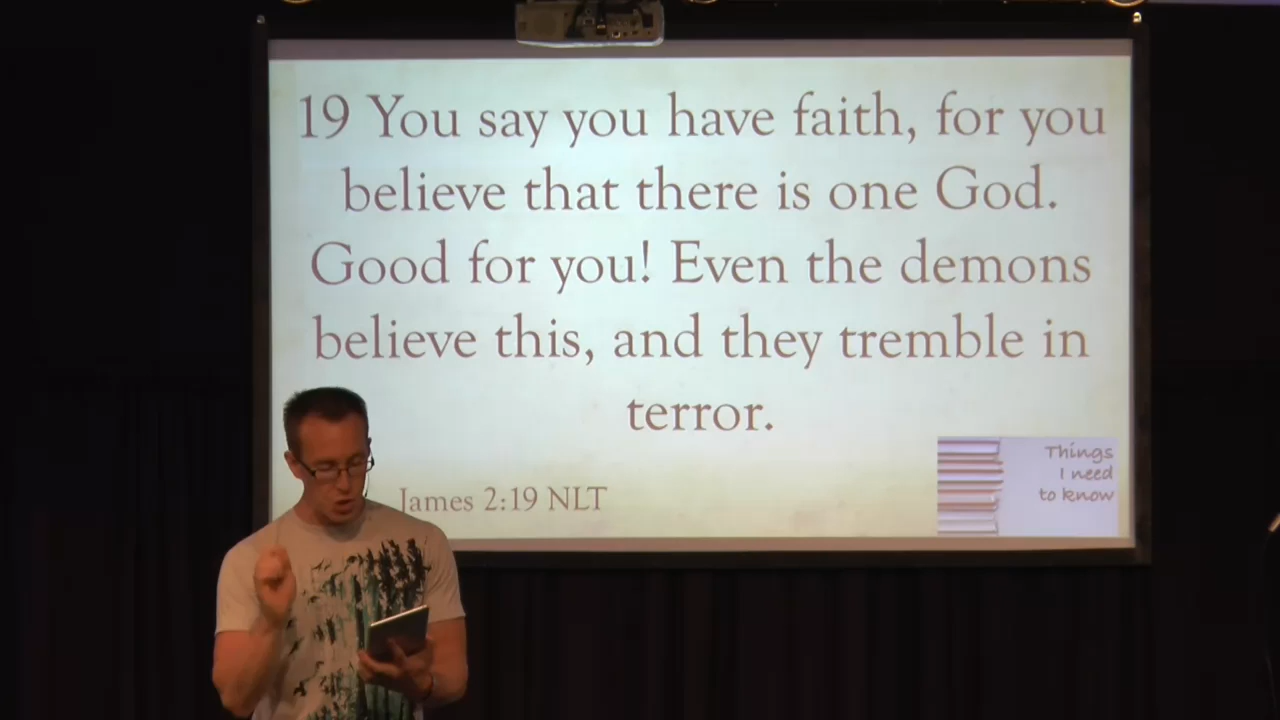 19 You say you have faith, for you
believe that there is one God.
Good for you! Even the demons
believe this, and they tremble in
terror.
James 2:19 NLT
Things
I need
to know